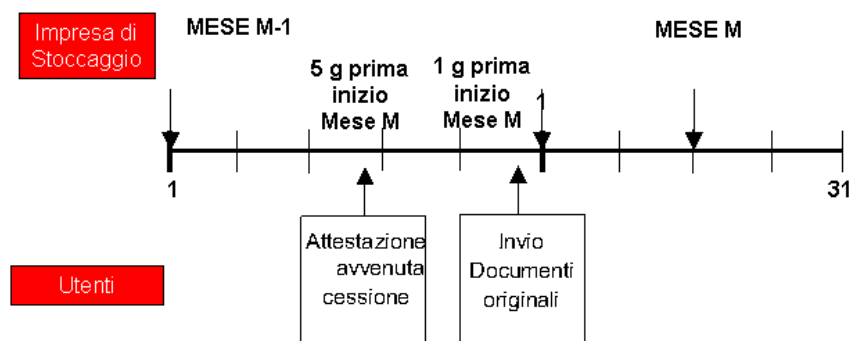 Impresa di
Stoccaggio
MESE M-1
MESE M
5 g prima
inizio
Mese M
1 g prima
inizio
Mese M
1
1
31
Attestazione
avvenuta
cessione
Invio
Documenti
originali
Utenti